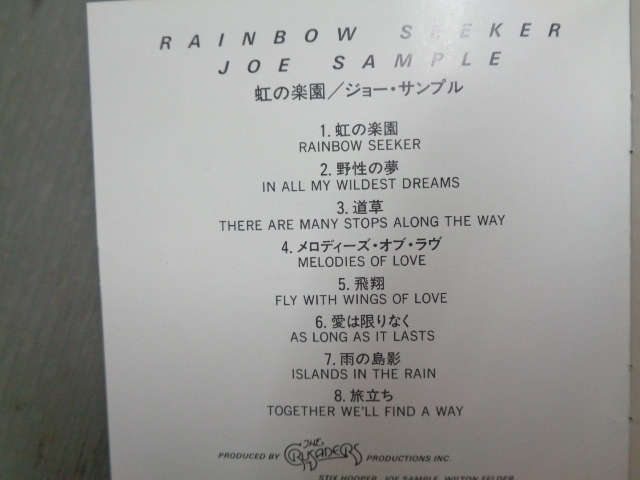 RAINBOW SEEKER
JOE SAMPLE
虹の楽園／ジョー・サンプル
1. 虹の楽園
RAINBOW SEEKER
2. 野性の夢
IN ALL MY WILDEST DREAMS
3. 道草
THERE ARE MANY STOPS ALONG THE WAY
4. メロディーズ・オブ・ラヴ
MELODIES OF LOVE
5. 飛翔
FLY WITH WINGS OF LOVE
6. 愛は限りなく
AS LONG AS IT LASTS
7. 雨の島影
ISLANDS IN THE RAIN
8. 旅立ち
TOGETHER WE'LL FIND A WAY
PRODUCED BY THE CRUSADERS PRODUCTIONS INC.
STIX HOOPER, JOE SAMPLE, WILTON FELDER